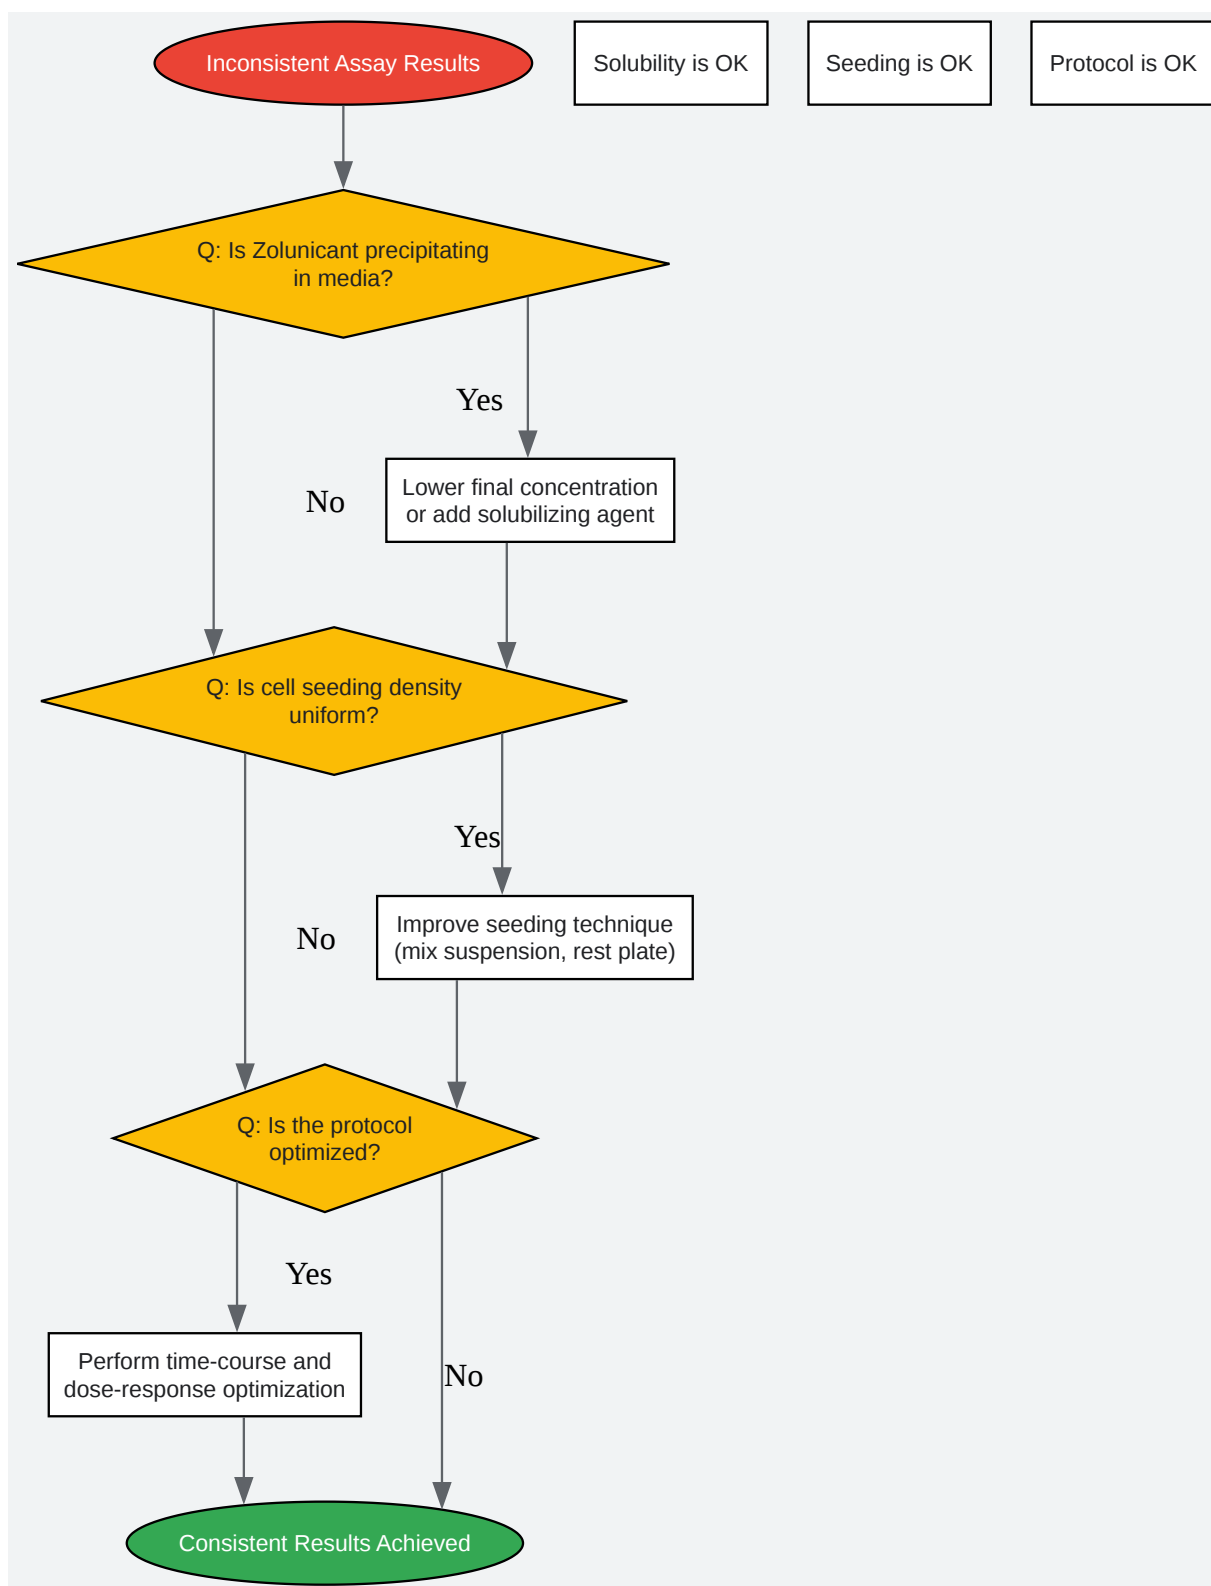 Inconsistent Assay Results
Solubility is OK
Seeding is OK
Protocol is OK
Q: Is Zolunicant precipitating
in media?
Yes
Lower final concentration
or add solubilizing agent
No
Q: Is cell seeding density
uniform?
Yes
Improve seeding technique
(mix suspension, rest plate)
No
Q: Is the protocol
optimized?
Yes
Perform time-course and
dose-response optimization
No
Consistent Results Achieved